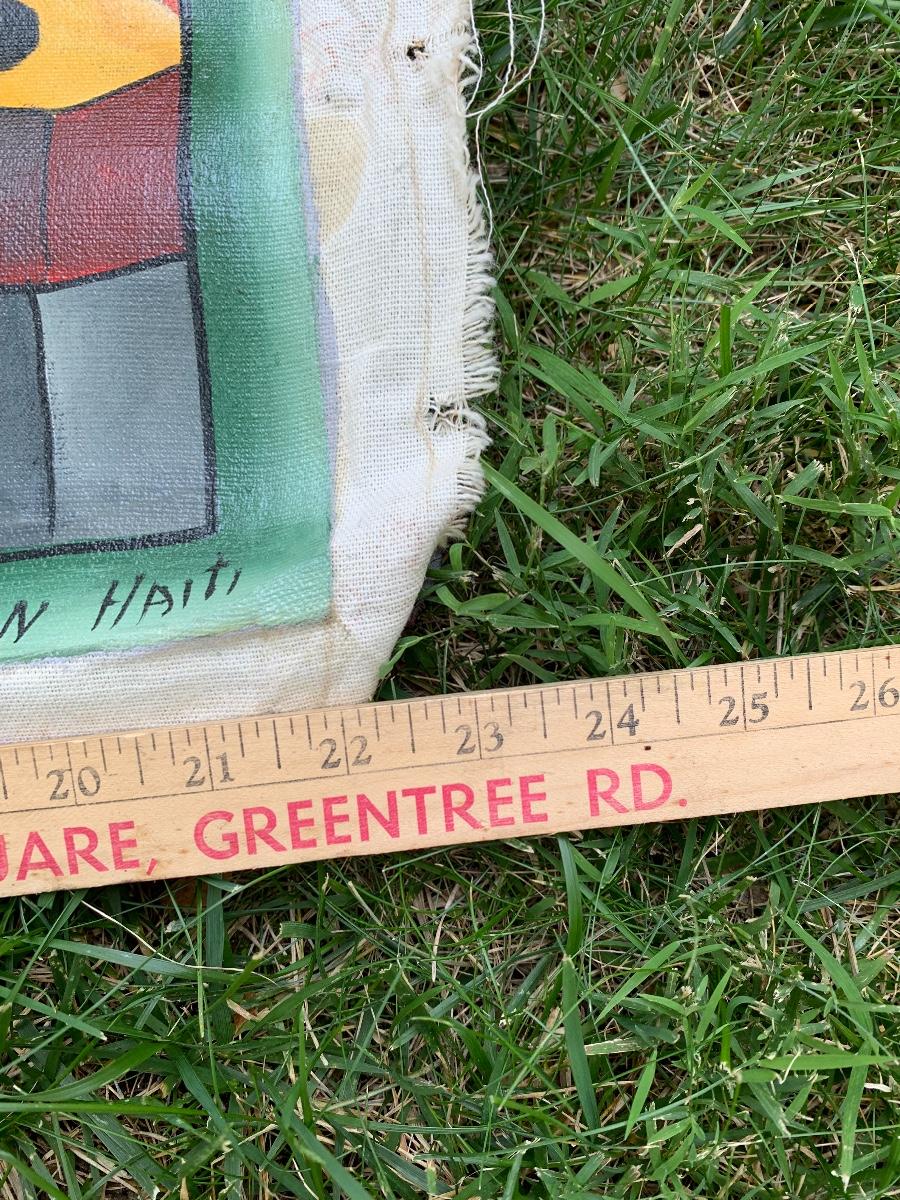 N HAITI
20 21 22 23 24 25 26
UARE, GREENTREE RD.